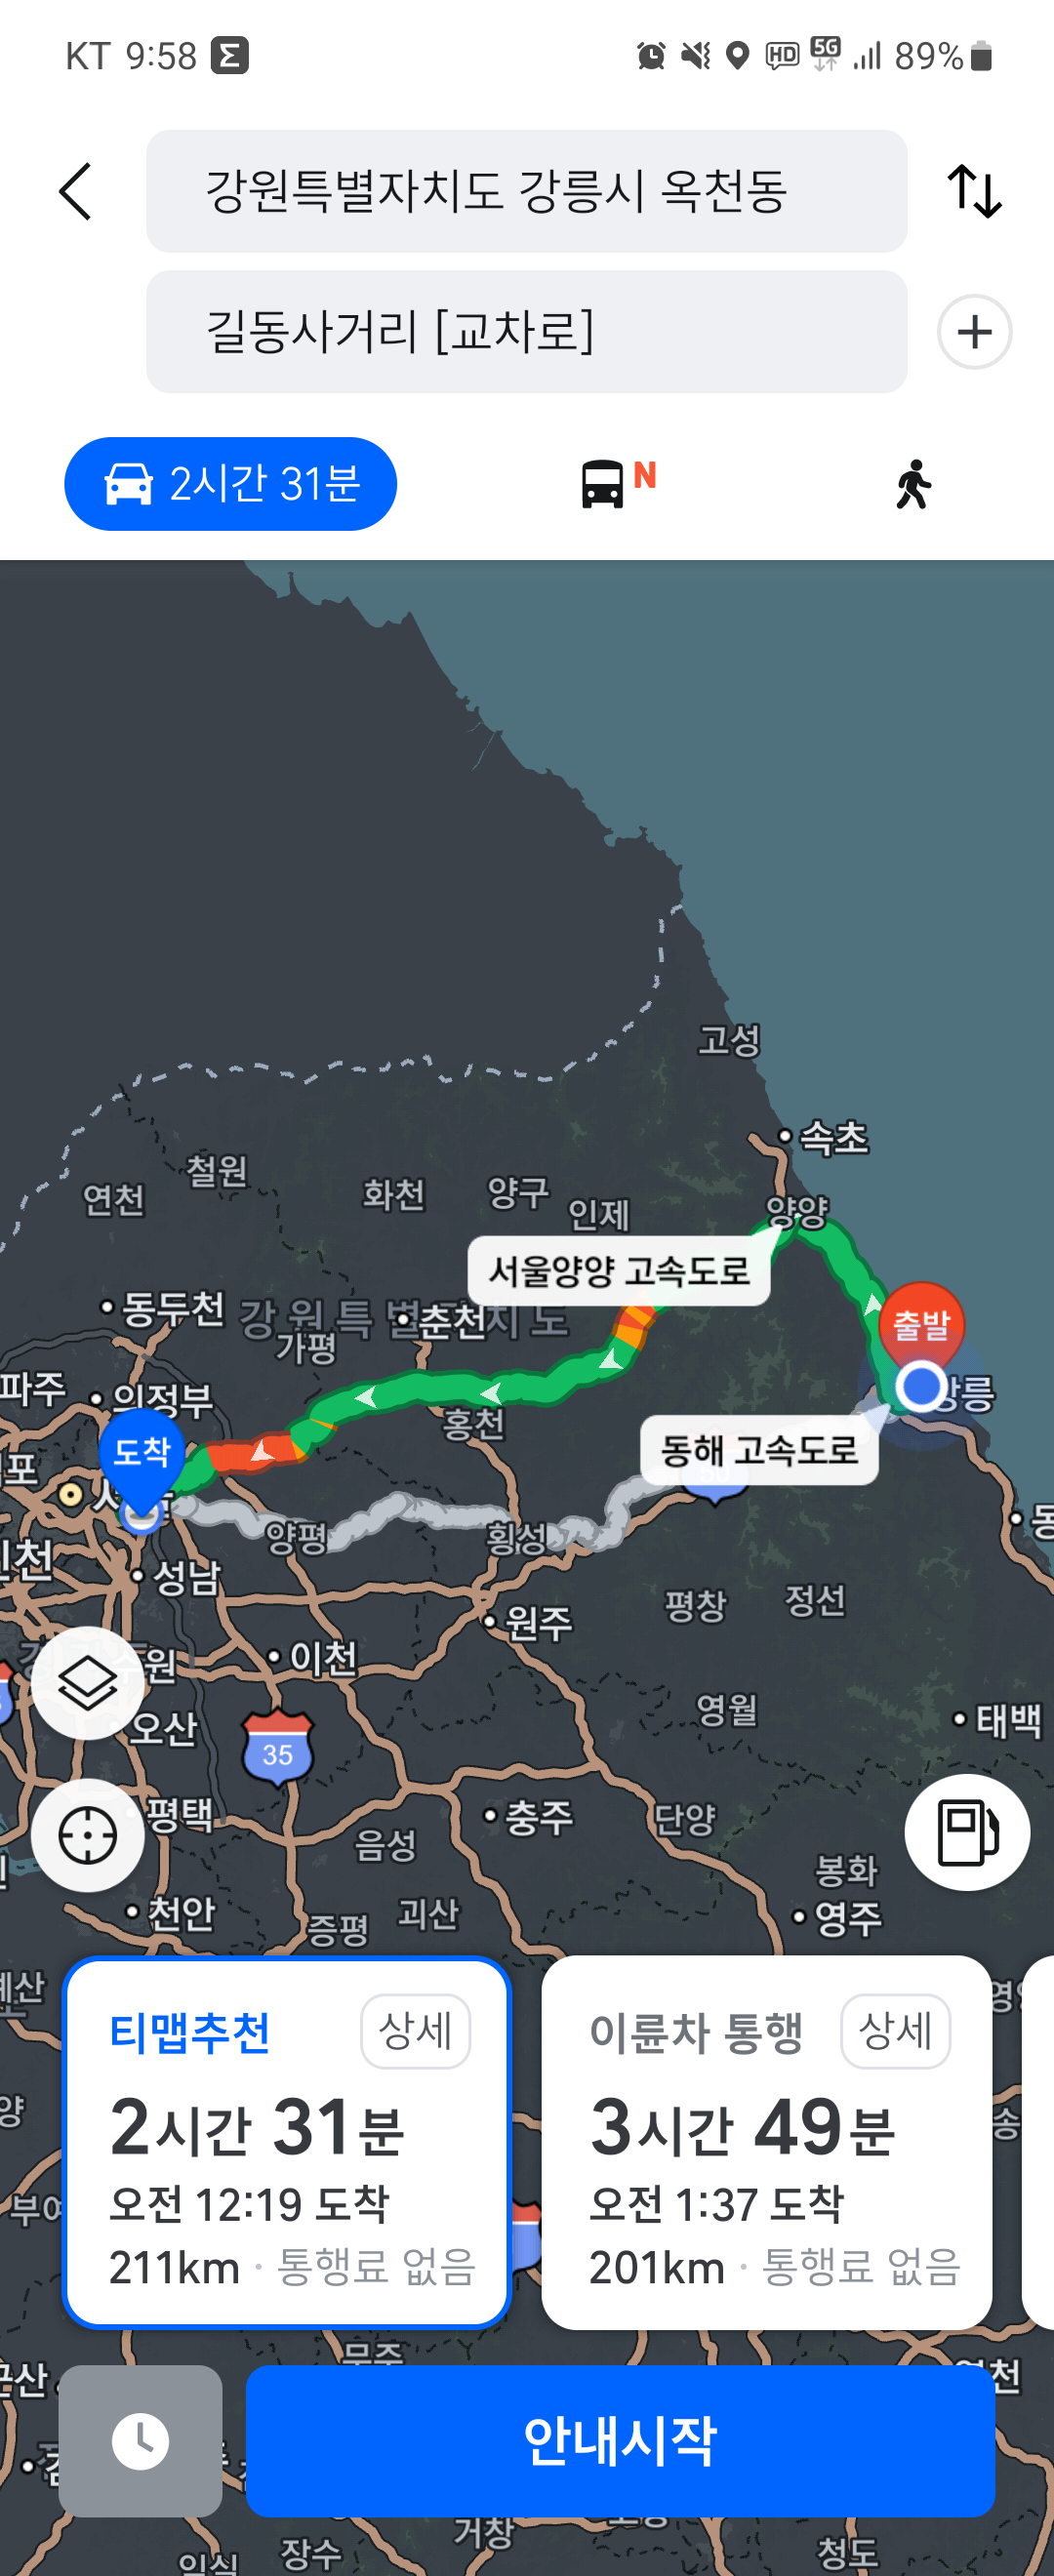 KT 9:58
HD 5G 89%
강원특별자치도 강릉시 옥천동
길동사거리 [교차로]
2시간 31분
N
고성
속초
철원
연천
화천
양구
인제
양양
서울양양 고속도로
동두천
춘천
가평
출발
파주
의정부
강릉
홍천
도착
동해 고속도로
양평
횡성
성남
평창
정선
원주
이천
영월
태백
오산
35
평택
충주
단양
음성
봉화
천안
증평
괴산
영주
티맵추천 상세
2시간 31분
오전 12:19 도착
211km · 통행료 없음
이륜차 통행 상세
3시간 49분
오전 1:37 도착
201km · 통행료 없음
무주
안내시작
거창
장수
임실
청도